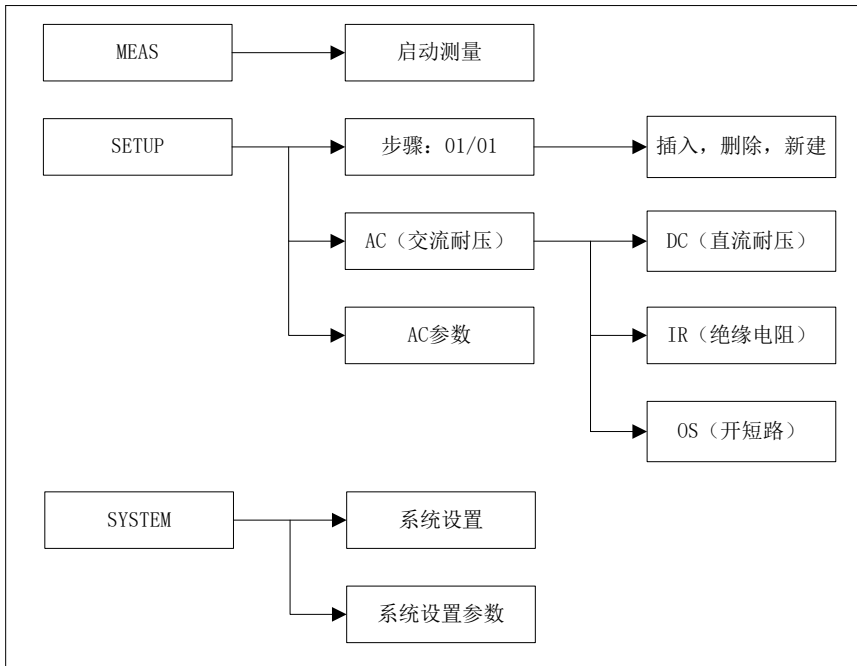 MEAS
启动测量
SETUP
步骤：01/01
插入，删除，新建
AC（交流耐压）
DC（直流耐压）
AC参数
IR（绝缘电阻）
OS（开短路）
SYSTEM
系统设置
系统设置参数